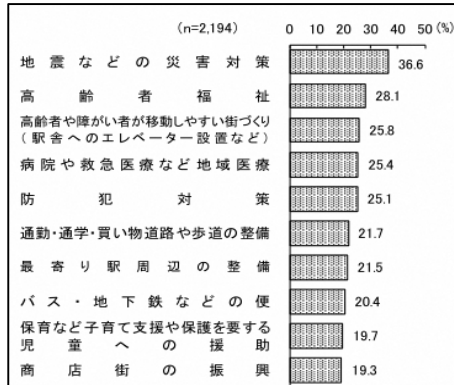 (n=2,194)
0 10 20 30 40 50 (%)
地震などの災害対策 36.6
高齢者福祉 28.1
高齢者や障がい者が移動しやすい街づくり
(駅舎へのエレベーター設置など) 25.8
病院や救急医療など地域医療 25.4
防犯対策 25.1
通勤・通学・買い物道路や歩道の整備 21.7
最寄り駅周辺の整備 21.5
バス・地下鉄などの便 20.4
保育など子育て支援や保護を要する
児童への援助 19.7
商店街の振興 19.3